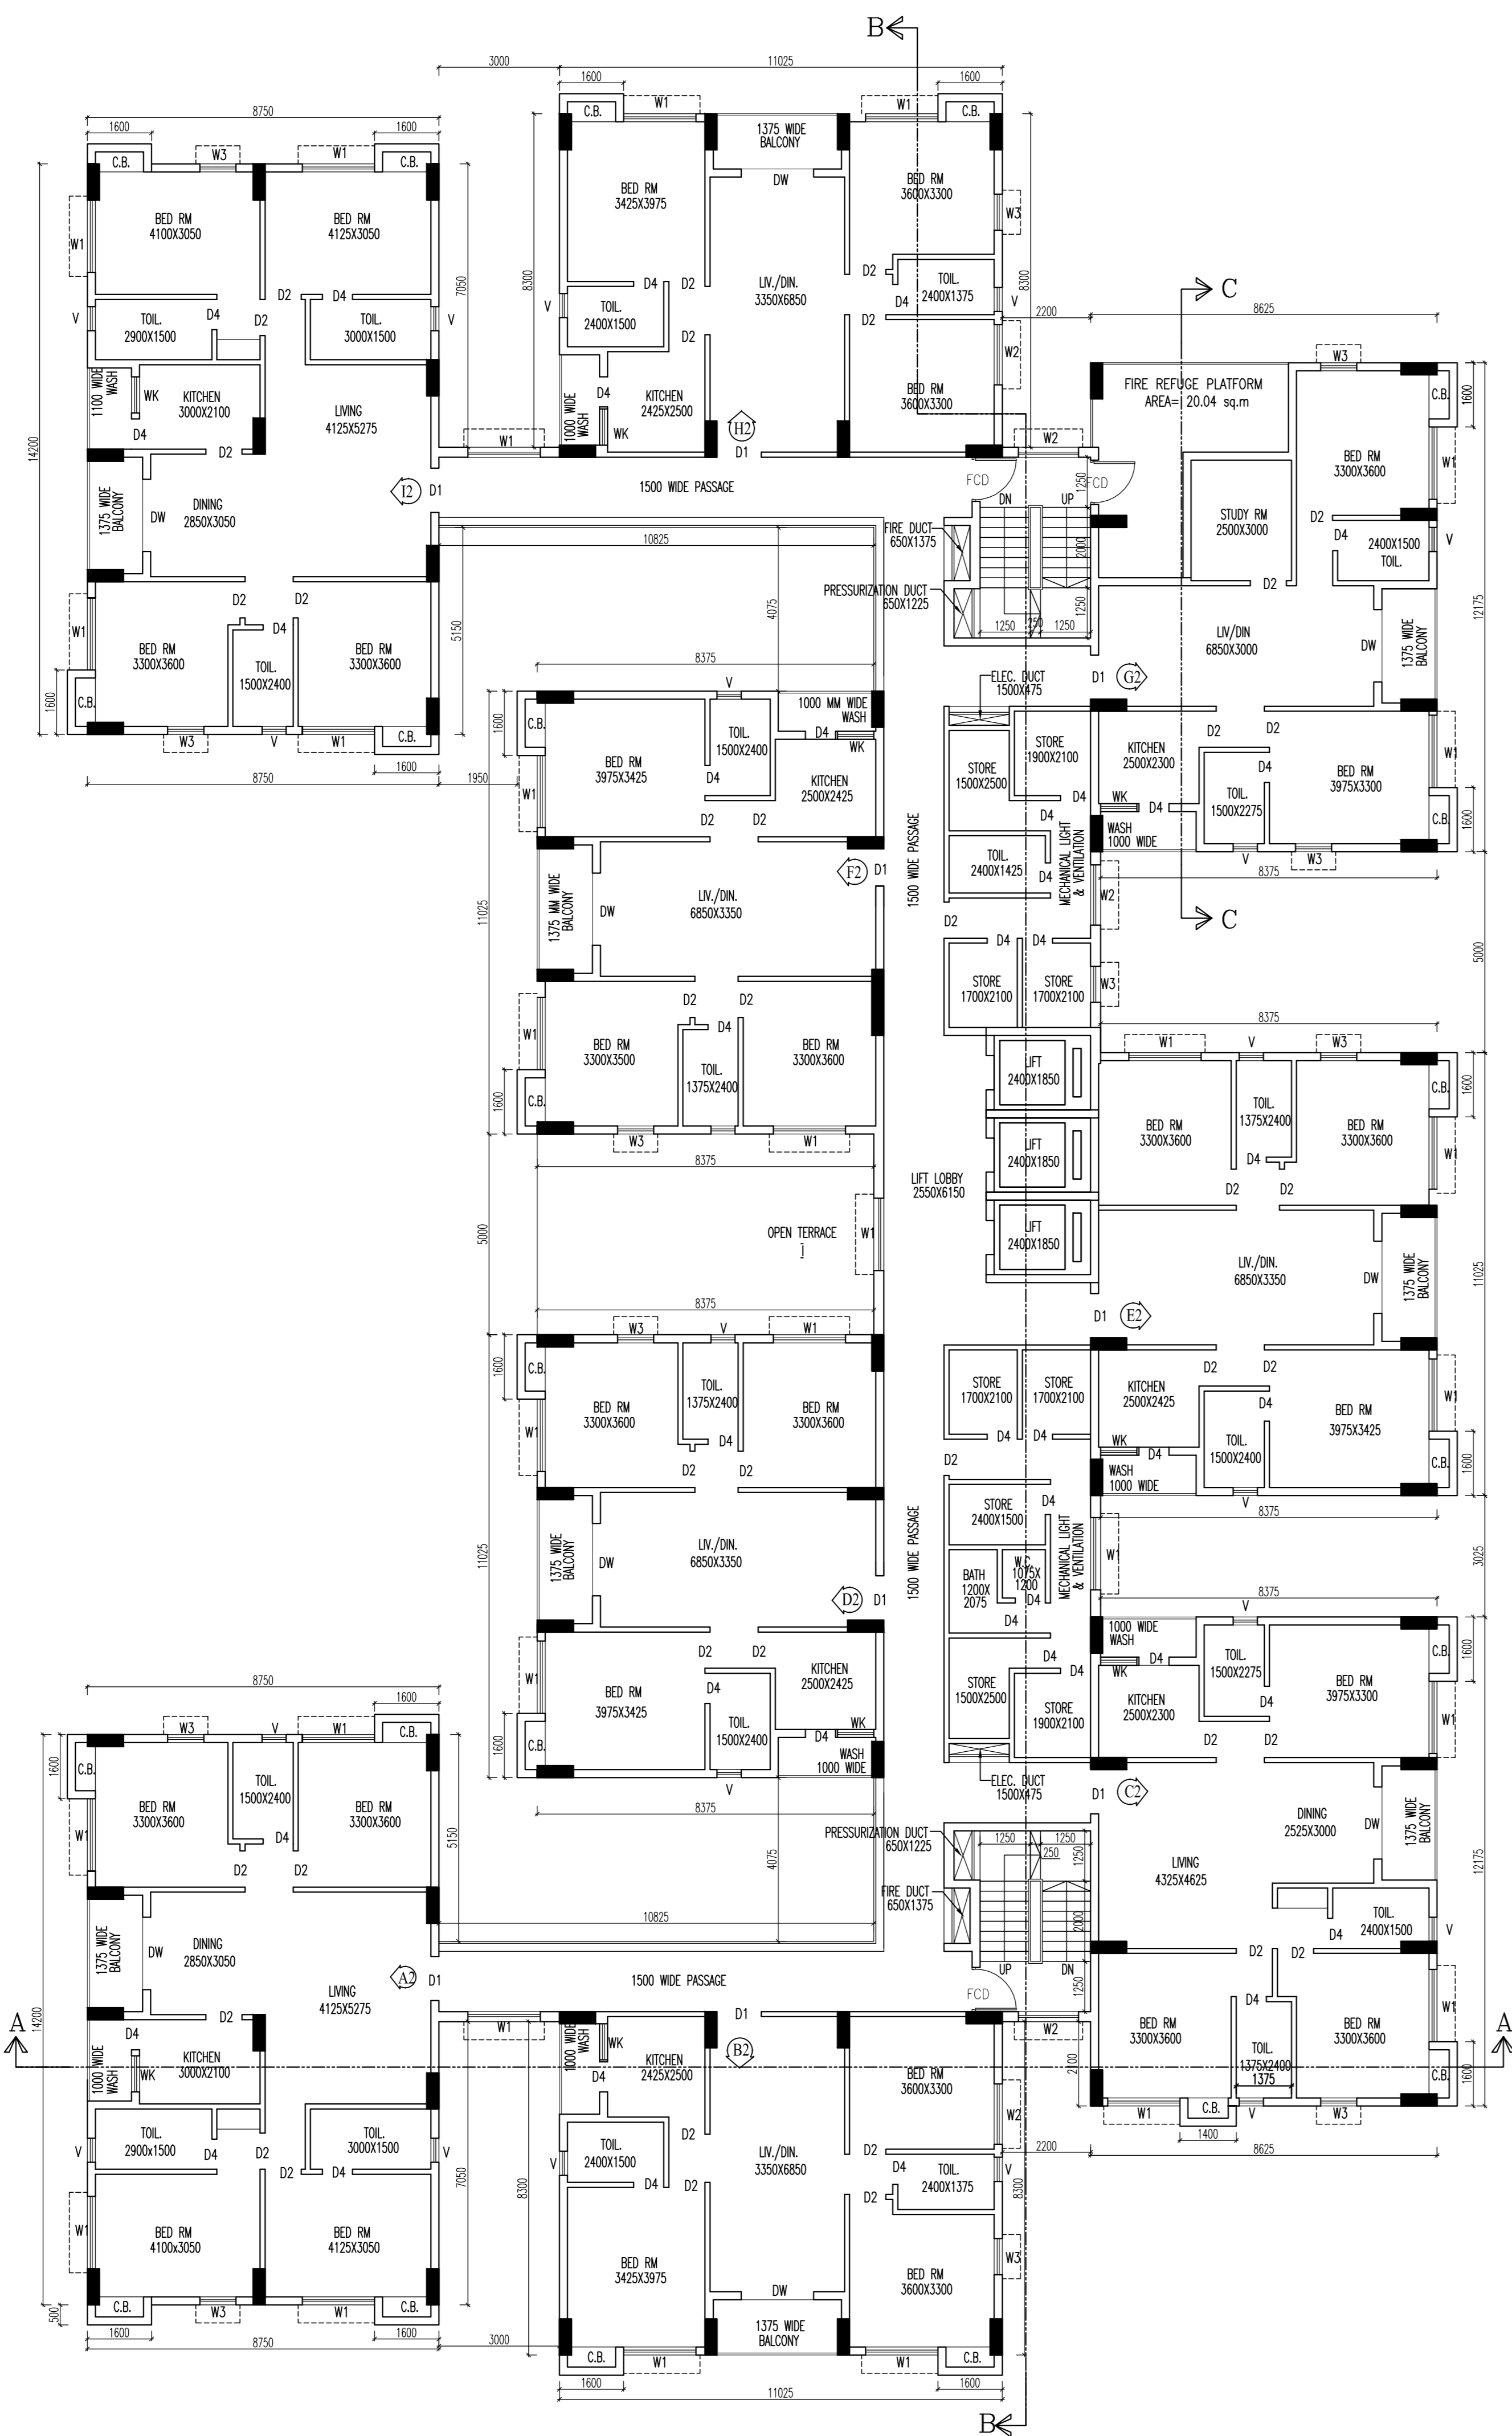 B
3000
11025
1600
1600
W1
W1
C.B.
C.B.
1375 WIDE
BALCONY
DW
BED RM
3425X3975
BED RM
3600X3300
W3
8300
8300
D4
D2
D2
LIV./DIN.
3350X6850
D2
D4
TOIL.
2400X1375
V
V
TOIL.
2400X1500
D2
D2
W2
D4
KITCHEN
2425X2500
BED RM
3600X3300
1000 WIDE
WASH
WK
H2
D1
W1
W2
2200
8750
1600
1600
C.B.
W3
W1
C.B.
BED RM
4100X3050
BED RM
4125X3050
W1
7050
14200
D2
D4
D4
D2
V
TOIL.
2900X1500
TOIL.
3000X1500
V
1100 WIDE
WASH
WK
KITCHEN
3000X2100
D4
D2
LIVING
4125X5275
1375 WIDE
BALCONY
DW
DINING
2850X3050
I2
D1
1500 WIDE PASSAGE
10825
4075
5150
D2
D2
D4
W1
BED RM
3300X3600
TOIL.
1500X2400
BED RM
3300X3600
1600
C.B.
C.B.
W3
V
W1
1600
8750
1950
C
8625
FIRE REFUGE PLATFORM
AREA= 20.04 sq.m
W3
C.B.
1600
BED RM
3300X3600
W1
FCD
FCD
1250
DN
UP
FIRE DUCT
650X1375
2000
PRESSURIZATION DUCT
650X1225
1250
1250
250
1250
STUDY RM
2500X3000
D2
D4
2400X1500
TOIL.
V
D2
12175
LIV/DIN
6850X3000
DW
1375 WIDE
BALCONY
ELEC. DUCT
1500X475
D1
G2
D2
D2
KITCHEN
2500X2300
D4
BED RM
3975X3300
W1
TOIL.
1500X2275
WK
D4
C.B.
1600
WASH
1000 WIDE
V
W3
8375
STORE
1900X2100
STORE
1500X2500
D4
D4
TOIL.
2400X1425
D4
MECHANICAL LIGHT
& VENTILATION
W2
C
D2
D4
D4
STORE
1700X2100
STORE
1700X2100
W3
5000
8375
8375
V
1000 MM WIDE
WASH
1600
C.B.
TOIL.
1500X2400
D4
WK
BED RM
3975X3425
D4
KITCHEN
2500X2425
W1
D2
D2
1500 WIDE PASSAGE
F2
D1
1375 MM WIDE
BALCONY
DW
LIV./DIN.
6850X3350
11025
D2
D2
D4
W1
BED RM
3300X3500
TOIL.
1375X2400
BED RM
3300X3600
1600
C.B.
W3
W1
8375
LIFT
2400X1850
LIFT
2400X1850
LIFT
2400X1850
LIFT LOBBY
2550X6150
OPEN TERRACE
W1
5000
8375
W1
V
W3
C.B.
1600
BED RM
3300X3600
TOIL.
1375X2400
BED RM
3300X3600
W1
D4
D2
D2
LIV./DIN.
6850X3350
DW
1375 WIDE
BALCONY
11025
D1
E2
D2
D2
KITCHEN
2500X2425
D4
BED RM
3975X3425
W1
TOIL.
1500X2400
WK
D4
C.B.
1600
WASH
1000 WIDE
V
8375
W3
V
W1
1600
C.B.
BED RM
3300X3600
TOIL.
1375X2400
BED RM
3300X3600
W1
D4
D2
D2
STORE
1700X2100
STORE
1700X2100
D4
D4
D2
STORE
2400X1500
D4
BATH
1200X
2075
W.C.
1075X
1200
D4
D4
MECHANICAL LIGHT
& VENTILATION
W1
3025
8375
11025
1375 WIDE
BALCONY
DW
LIV./DIN.
6850X3350
D2
D1
1500 WIDE PASSAGE
D2
D2
W1
BED RM
3975X3425
D4
KITCHEN
2500X2425
TOIL.
1500X2400
D4
WK
1600
C.B.
WASH
1000 WIDE
V
8375
D4
D4
STORE
1500X2500
STORE
1900X2100
ELEC. DUCT
1500X475
V
1000 WIDE
WASH
WK
D4
TOIL.
1500X2275
C.B.
1600
BED RM
3975X3300
D4
KITCHEN
2500X2300
W1
D2
D2
D1
C2
DINING
2525X3000
DW
1375 WIDE
BALCONY
12175
LIVING
4325X4625
TOIL.
2400X1500
D4
V
D2
D2
D4
BED RM
3300X3600
BED RM
3300X3600
W1
TOIL.
1375X2400
1375
C.B.
1600
W1
C.B.
V
W3
1400
8625
2100
2200
PRESSURIZATION DUCT
650X1225
1250
1250
250
1250
FIRE DUCT
650X1375
2000
UP
DN
1250
FCD
W2
4075
10825
8750
1600
W3
V
W1
C.B.
1600
C.B.
BED RM
3300X3600
TOIL.
1500X2400
BED RM
3300X3600
W1
D4
D2
D2
5150
14200
1375 WIDE
BALCONY
DW
DINING
2850X3050
A2
D1
1500 WIDE PASSAGE
LIVING
4125X5275
A
A
D2
D4
1000 WIDE
WASH
WK
KITCHEN
3000X2100
TOIL.
2900x1500
D4
D2
TOIL.
3000X1500
V
V
D2
D4
W1
BED RM
4100x3050
BED RM
4125X3050
7050
500
C.B.
W3
W1
C.B.
1600
1600
8750
3000
W1
D1
B2
1000 WIDE
WASH
WK
D4
KITCHEN
2425X2500
BED RM
3600X3300
W2
D2
TOIL.
2400X1500
V
D4
D2
LIV./DIN.
3350X6850
D2
D4
TOIL.
2400X1375
V
D2
8300
8300
BED RM
3425X3975
BED RM
3600X3300
W3
DW
1375 WIDE
BALCONY
C.B.
W1
W1
C.B.
1600
1600
11025
B